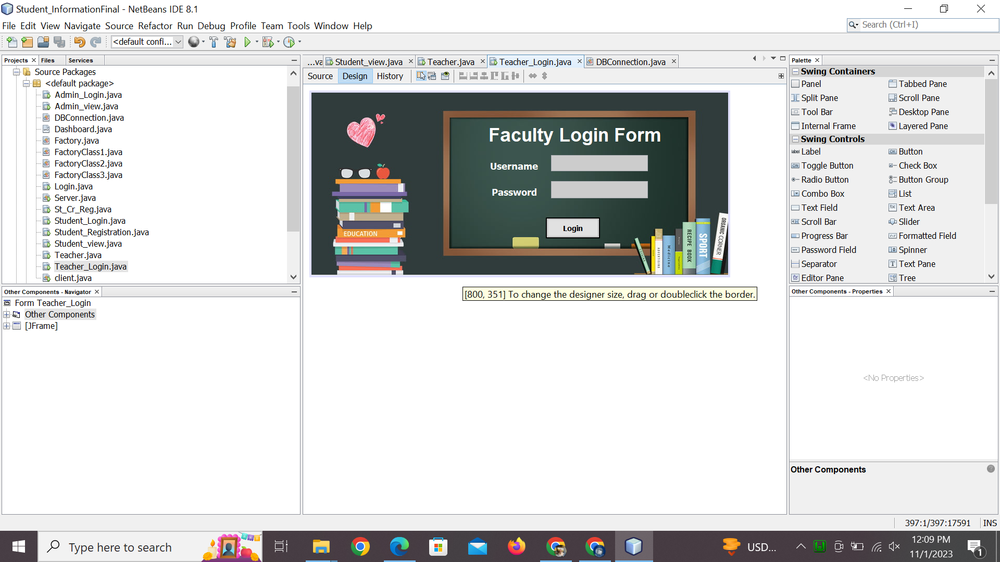 Student_InformationFinal - NetBeans IDE 8.1
File Edit View Navigate Source Refactor Run Debug Profile Team Tools Window Help
Search (Ctrl+I)
<default confi...
Projects Files Services
Source Packages
<default package>
Admin_Login.java
Admin_view.java
DBConnection.java
Dashboard.java
Factory.java
FactoryClass1.java
FactoryClass2.java
FactoryClass3.java
Login.java
Server.java
St_Cr_Reg.java
Student_Login.java
Student_Registration.java
Student_view.java
Teacher.java
Teacher_Login.java
client.java
Other Components - Navigator
Form Teacher_Login
Other Components
[JFrame]
...va Student_view.java Teacher.java Teacher_Login.java DBConnection.java
Source Design History
Faculty Login Form
Username
Password
Login
EDUCATION
CUISINE
ADVERTISING
Medicine
RECIPE BOOK
SPORT
ORGANIC CORNER
[800, 351] To change the designer size, drag or doubleclick the border.
Palette
Swing Containers
Panel Tabbed Pane
Split Pane Scroll Pane
Tool Bar Desktop Pane
Internal Frame Layered Pane
Swing Controls
label Label OK Button
ON Toggle Button Check Box
Radio Button Button Group
Combo Box List
Text Field Text Area
Scroll Bar Slider
Progress Bar Formatted Field
Password Field Spinner
Separator Text Pane
Editor Pane Tree
Other Components - Properties
<No Properties>
Other Components
397:1/397:17591 INS
Type here to search
USD...
12:09 PM
11/1/2023
1